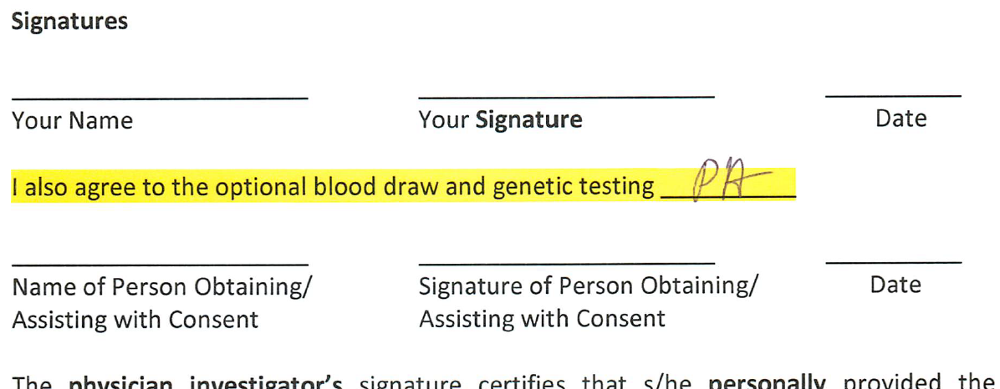 Signatures
Your Name Your Signature Date
I also agree to the optional blood draw and genetic testing PA
Name of Person Obtaining/ Signature of Person Obtaining/ Date
Assisting with Consent Assisting with Consent
The physician investigator's signature certifies that s/he personally provided the